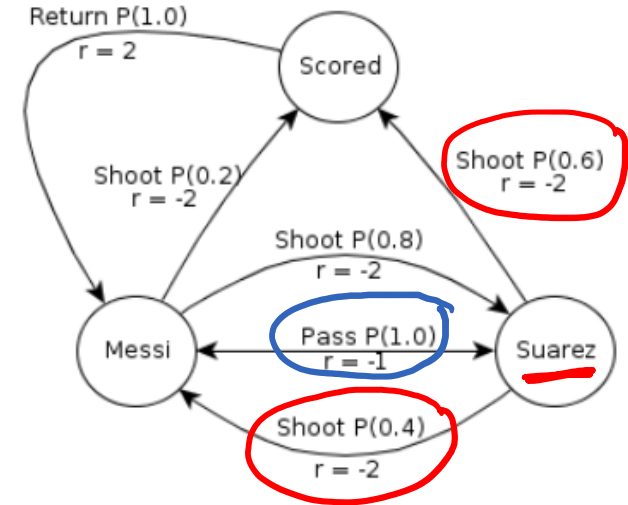 Return P(1.0)
r = 2
Scored
Shoot P(0.2)
r = -2
Shoot P(0.6)
r = -2
Shoot P(0.8)
r = -2
Messi
Pass P(1.0)
r = -1
Suarez
Shoot P(0.4)
r = -2